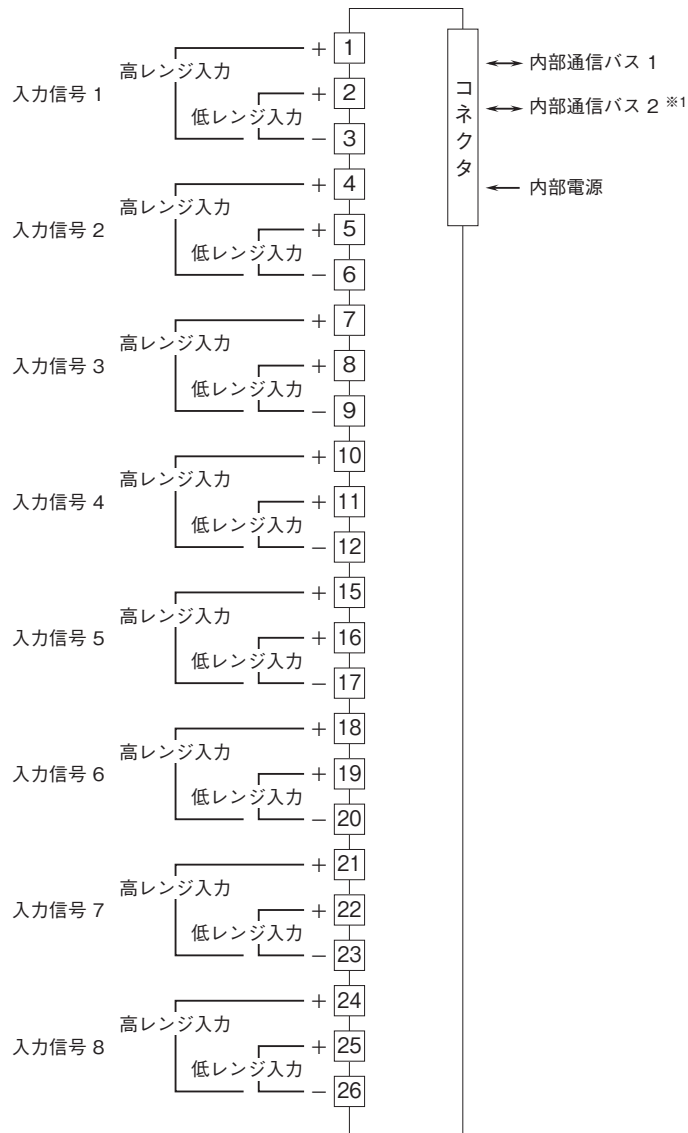 + 1
高レンジ入力
入力信号 1
+ 2
低レンジ入力
− 3
+ 4
高レンジ入力
入力信号 2
+ 5
低レンジ入力
− 6
+ 7
高レンジ入力
入力信号 3
+ 8
低レンジ入力
− 9
+ 10
高レンジ入力
入力信号 4
+ 11
低レンジ入力
− 12
+ 15
高レンジ入力
入力信号 5
+ 16
低レンジ入力
− 17
+ 18
高レンジ入力
入力信号 6
+ 19
低レンジ入力
− 20
+ 21
高レンジ入力
入力信号 7
+ 22
低レンジ入力
− 23
+ 24
高レンジ入力
入力信号 8
+ 25
低レンジ入力
− 26
コネクタ
内部通信バス 1
内部通信バス 2 ※1
内部電源